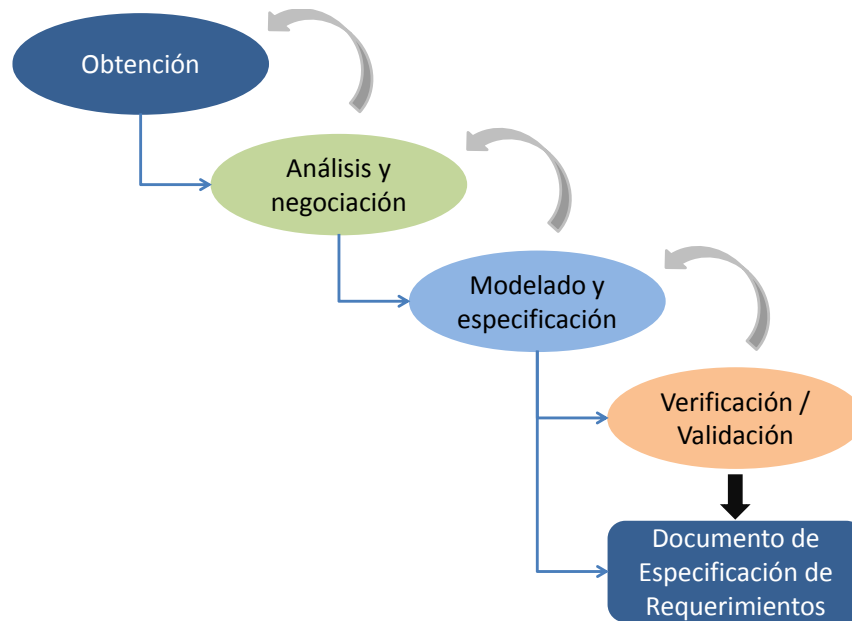 Obtención
Análisis y
negociación
Modelado y
especificación
Verificación /
Validación
Documento de
Especificación de
Requerimientos